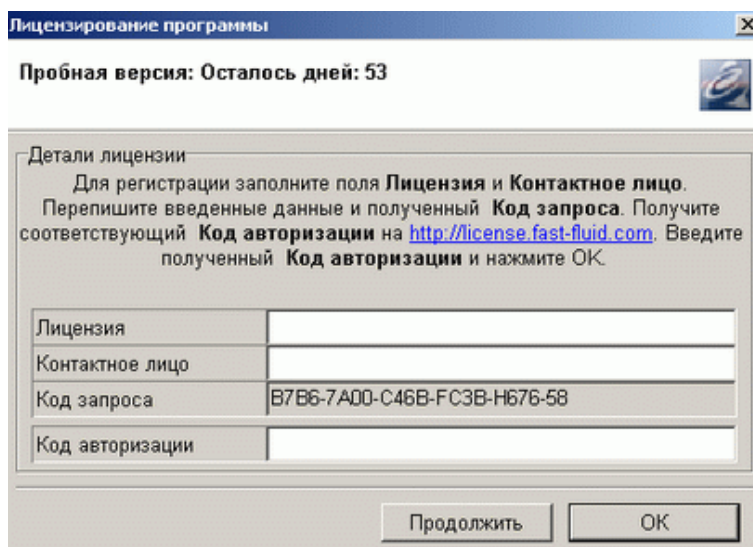 Лицензирование программы
Пробная версия: Осталось дней: 53
Детали лицензии
Для регистрации заполните поля Лицензия и Контактное лицо.
Перепишите введенные данные и полученный Код запроса. Получите
соответствующий Код авторизации на http://license.fast-fluid.com. Введите
полученный Код авторизации и нажмите OK.
Лицензия
Контактное лицо
Код запроса B7B6-7A00-C46B-FC3B-H676-58
Код авторизации
Продолжить OK